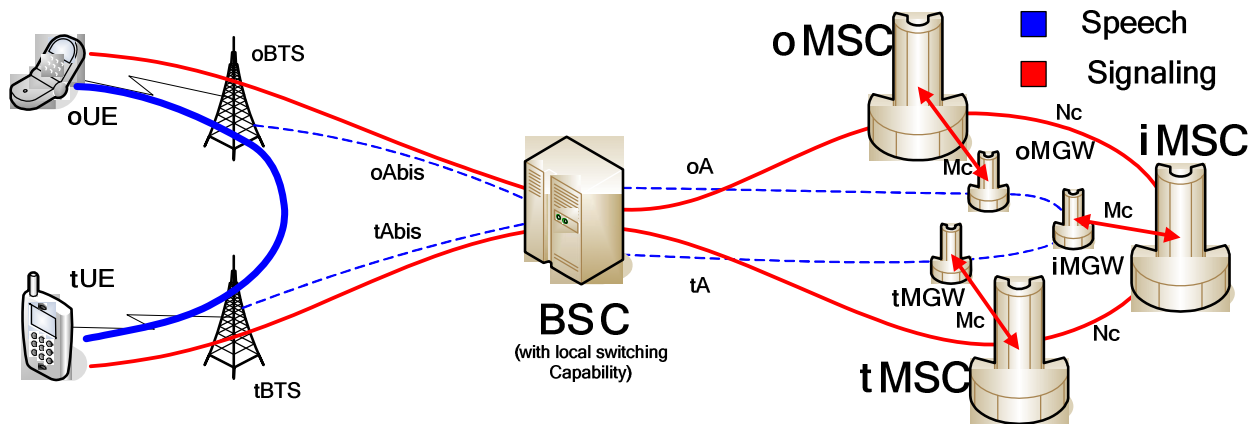 oMSC
Speech
Signaling
oBTS
oUE
Nc
iMSC
oMGW
oAbis
oA
Mc
Mc
tAbis
iMGW
tUE
tA
tMGW
BSC
(with local switching
Capability)
Mc
Nc
tMSC
tBTS